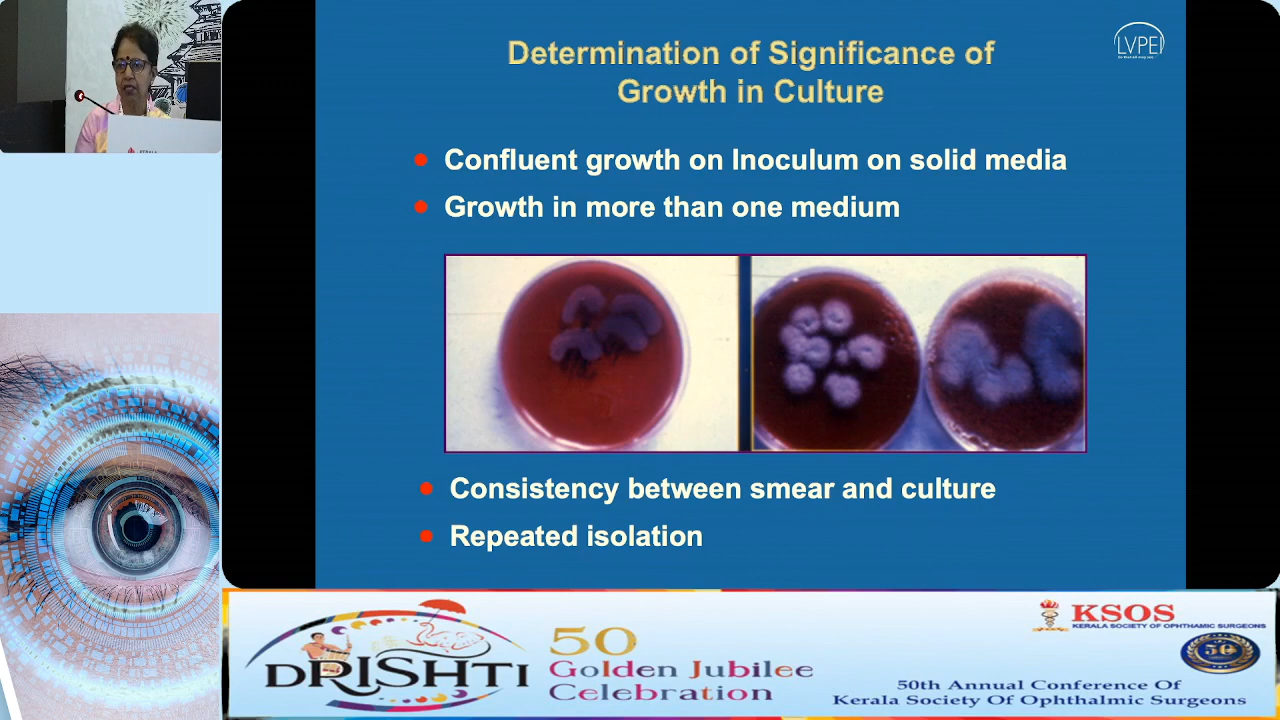 Determination of Significance of
Growth in Culture
LVPEI
Confluent growth on Inoculum on solid media
Growth in more than one medium
Consistency between smear and culture
Repeated isolation
DRISHTI
50
Golden Jubilee
Celebration
KSOS
KERALA SOCIETY OF OPHTHAMIC SURGEONS
50
50th Annual Conference Of
Kerala Society Of Ophthalmic Surgeons